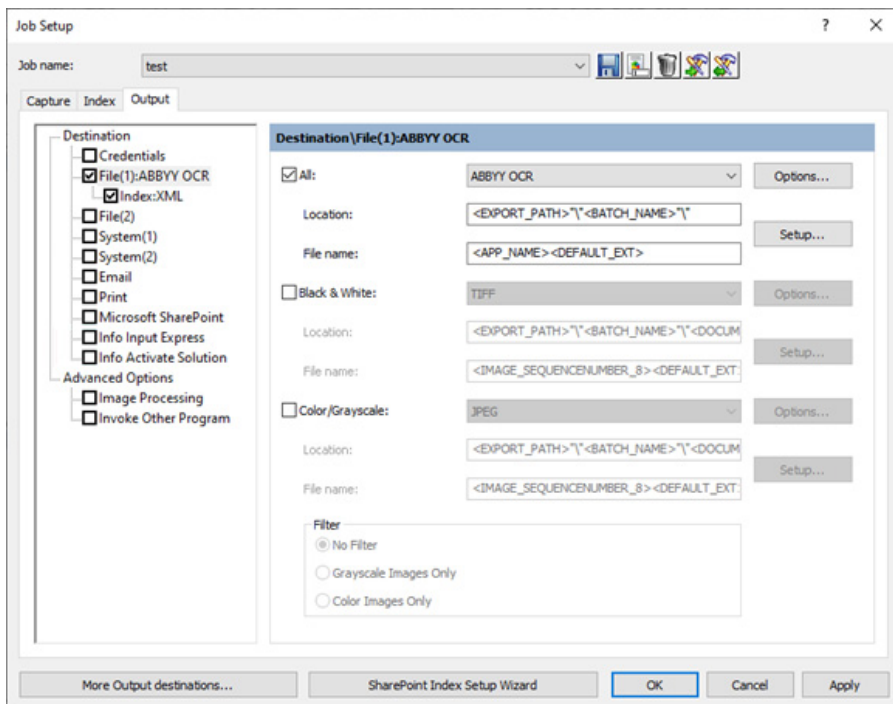 Job Setup
? ×
Job name: test
Capture Index Output
Destination
Credentials
File(1):ABBYY OCR
Index:XML
File(2)
System(1)
System(2)
Email
Print
Microsoft SharePoint
Info Input Express
Info Activate Solution
Advanced Options
Image Processing
Invoke Other Program
Destination\File(1):ABBYY OCR
All: ABBYY OCR Options...
Location: <EXPORT_PATH>"\"<BATCH_NAME>"\"
Setup...
File name: <APP_NAME><DEFAULT_EXT>
Black & White: TIFF Options...
Location: <EXPORT_PATH>"\"<BATCH_NAME>"\"<DOCUM
Setup...
File name: <IMAGE_SEQUENCENUMBER_8><DEFAULT_EXT>
Color/Grayscale: JPEG Options...
Location: <EXPORT_PATH>"\"<BATCH_NAME>"\"<DOCUM
Setup...
File name: <IMAGE_SEQUENCENUMBER_8><DEFAULT_EXT>
Filter
No Filter
Grayscale Images Only
Color Images Only
More Output destinations... SharePoint Index Setup Wizard OK Cancel Apply